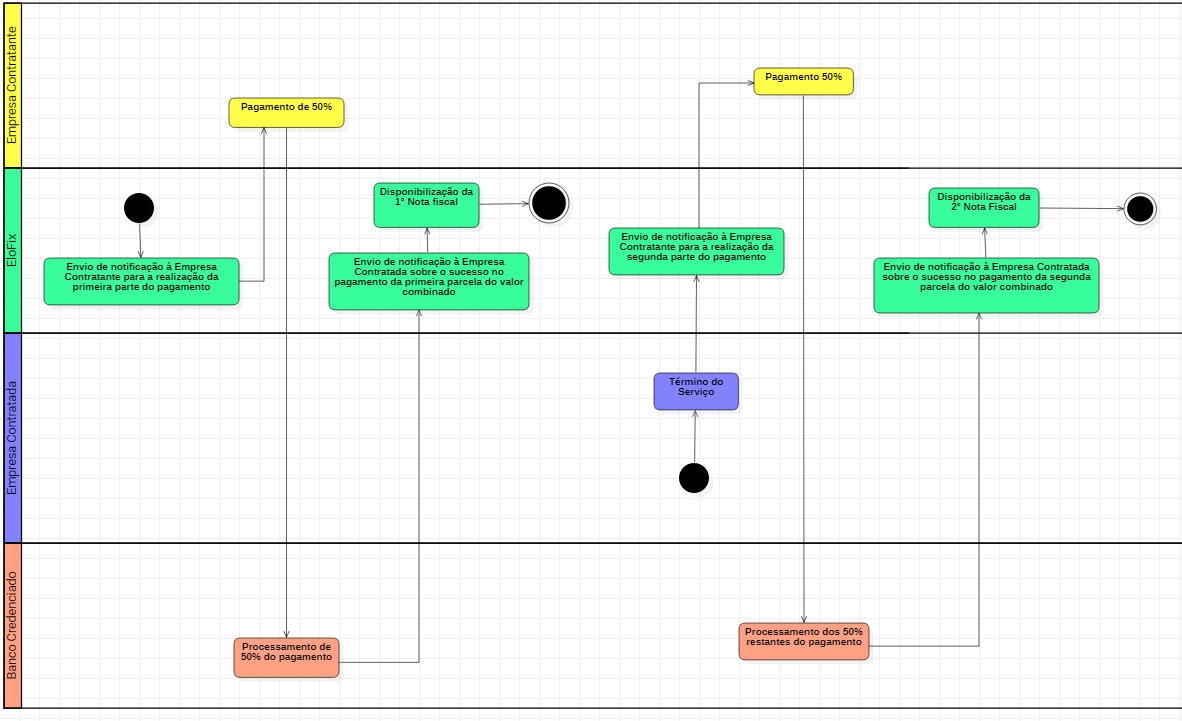 Empresa Contratante
Pagamento de 50%
Pagamento 50%
EloFix
Envio de notificação à Empresa
Contratante para a realização da
primeira parte do pagamento
Disponibilização da
1° Nota fiscal
Envio de notificação à Empresa
Contratada sobre o sucesso no
pagamento da primeira parcela do valor
combinado
Envio de notificação à Empresa
Contratante para a realização da
segunda parte do pagamento
Disponibilização da
2° Nota Fiscal
Envio de notificação à Empresa Contratada
sobre o sucesso no pagamento da segunda
parcela do valor combinado
Empresa Contratada
Término do
Serviço
Banco Credenciado
Processamento de
50% do pagamento
Processamento dos 50%
restantes do pagamento